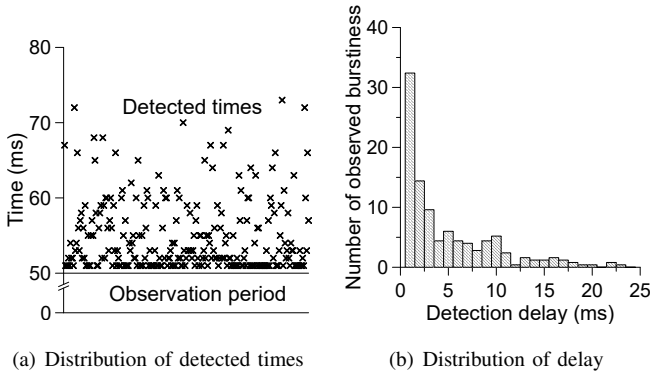 80
70
60
50
0
Time (ms)
Detected times
Observation period
(a) Distribution of detected times
40
30
20
10
0
Number of observed burstiness
0 5 10 15 20 25
Detection delay (ms)
(b) Distribution of delay